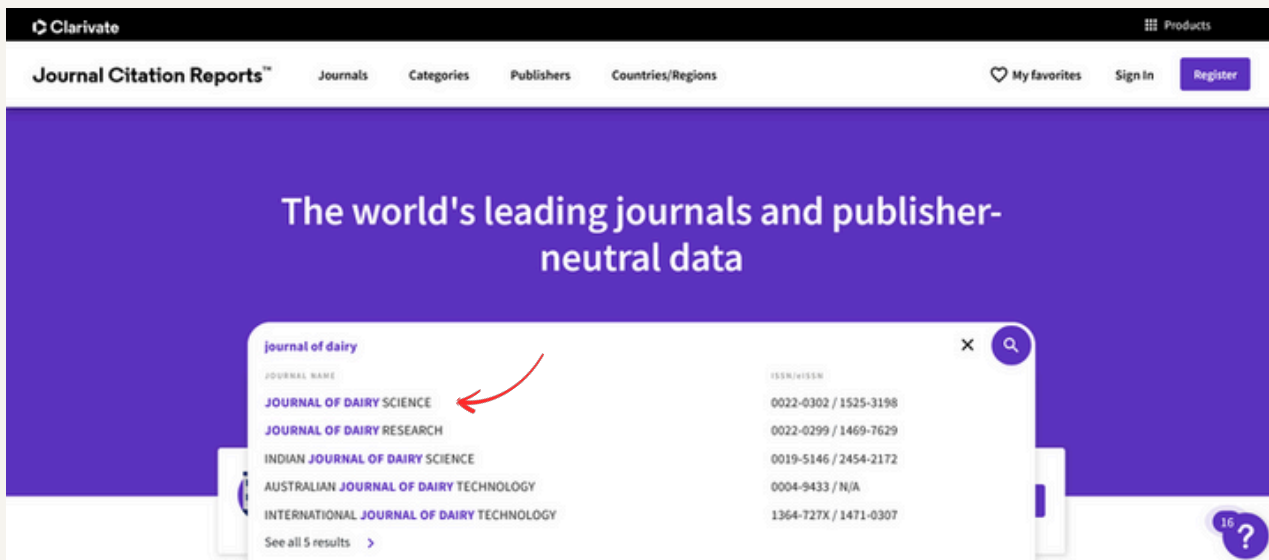 Clarivate
Products
Journal Citation Reports™
Journals
Categories
Publishers
Countries/Regions
My favorites
Sign In
Register
The world's leading journals and publisher-
neutral data
journal of dairy
JOURNAL NAME
ISSN/eISSN
JOURNAL OF DAIRY SCIENCE
0022-0302 / 1525-3198
JOURNAL OF DAIRY RESEARCH
0022-0299 / 1469-7629
INDIAN JOURNAL OF DAIRY SCIENCE
0019-5146 / 2454-2172
AUSTRALIAN JOURNAL OF DAIRY TECHNOLOGY
0004-9433 / N/A
INTERNATIONAL JOURNAL OF DAIRY TECHNOLOGY
1364-727X / 1471-0307
See all 5 results
16
?